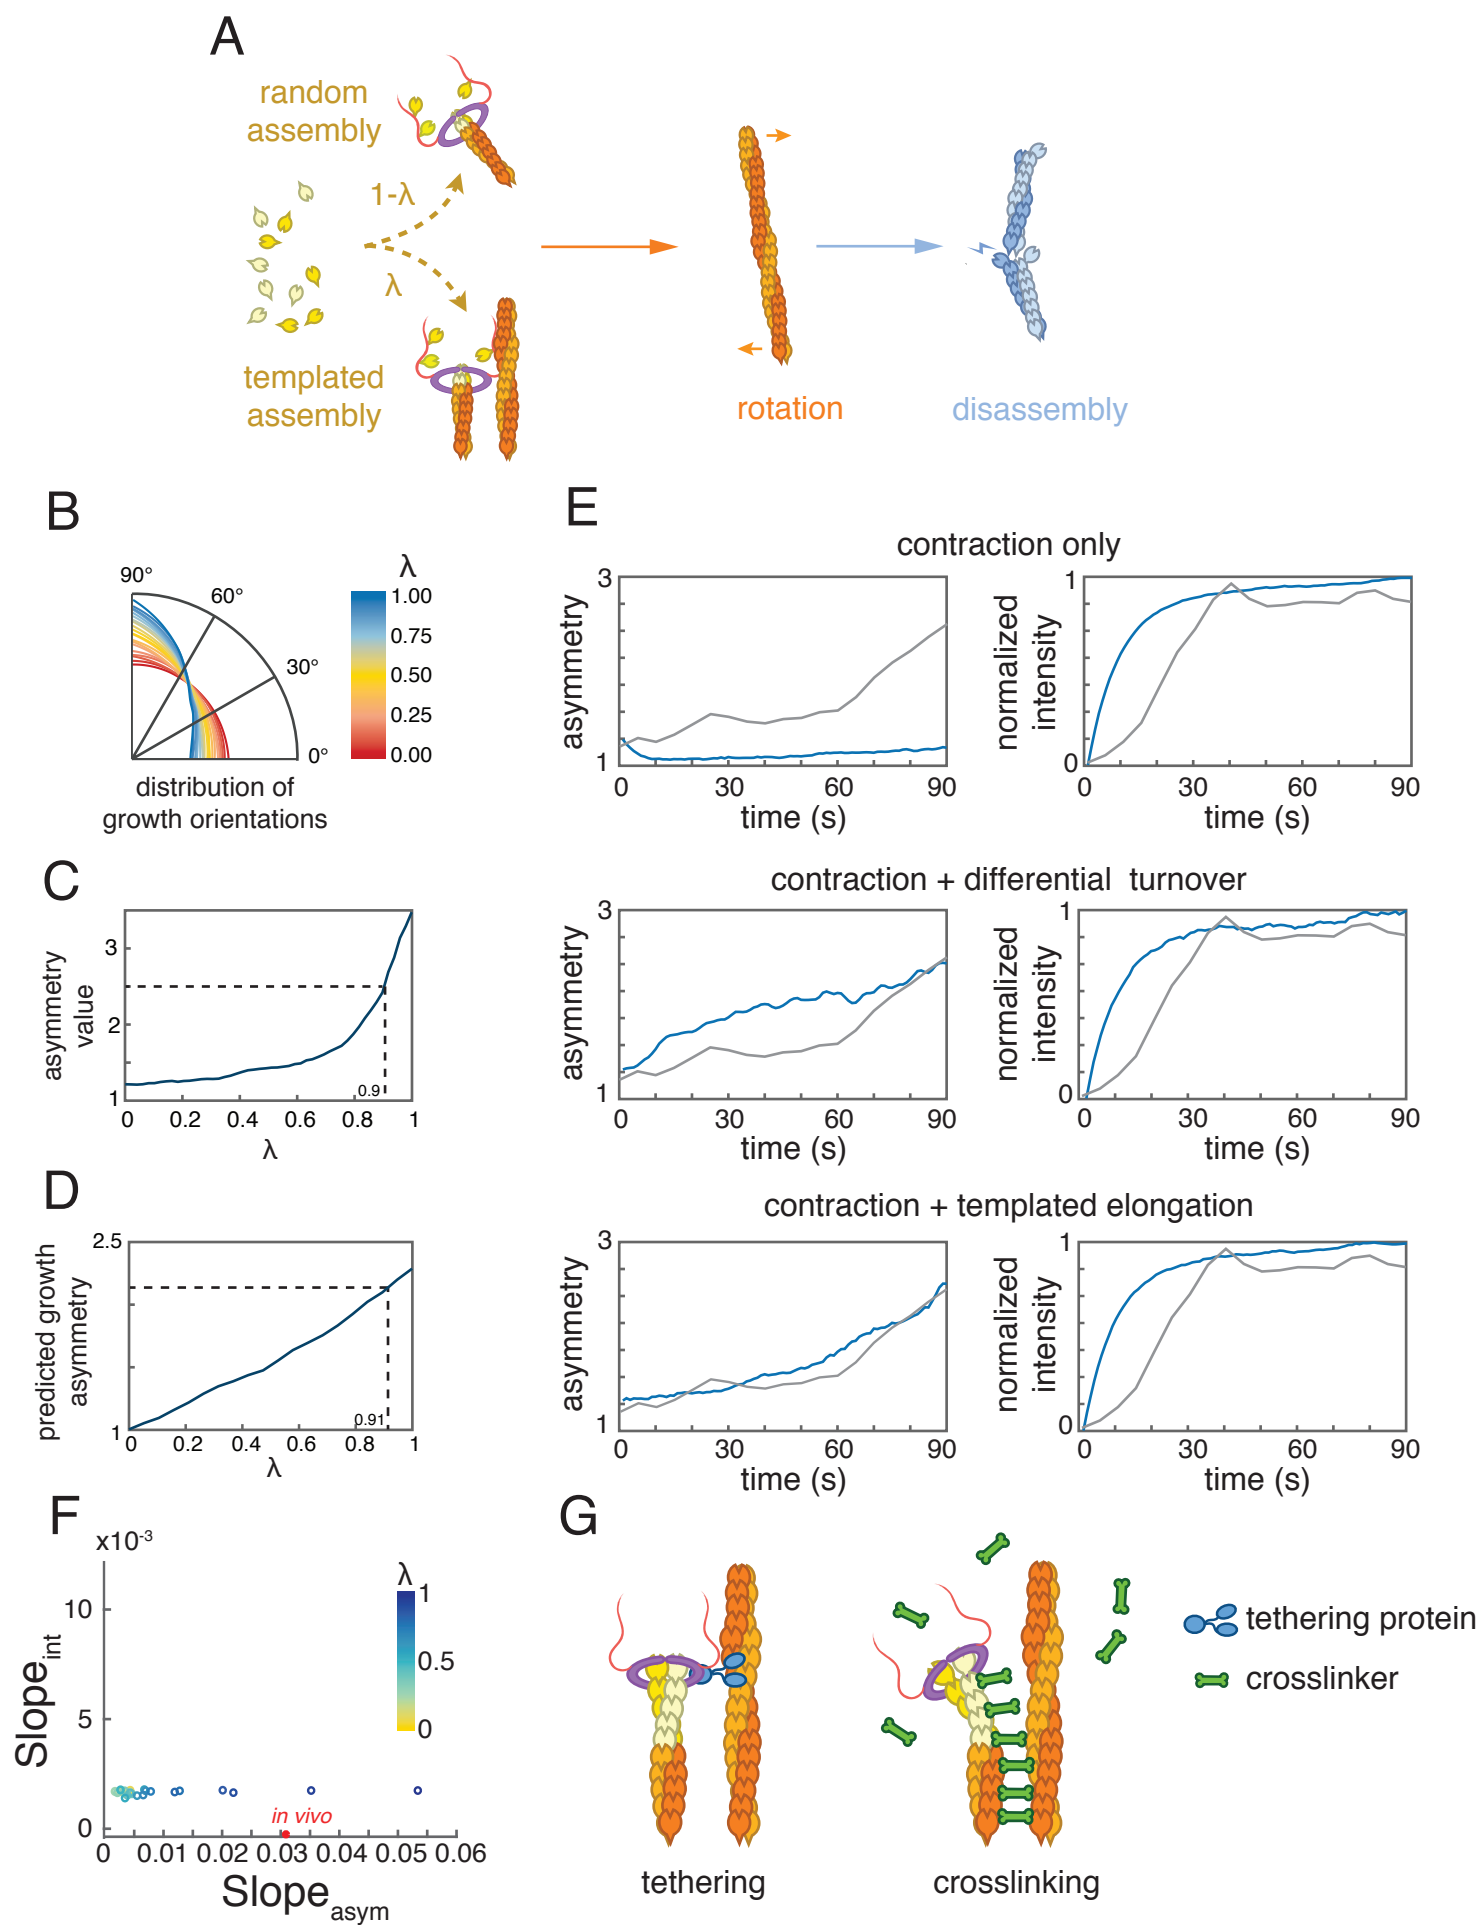 A
random
assembly
1-λ
λ
templated
assembly
rotation
disassembly
B
90°
60°
30°
0°
λ
1.00
0.75
0.50
0.25
0.00
distribution of
growth orientations
C
asymmetry
value
3
2
1
0.9
0 0.2 0.4 0.6 0.8 1
λ
D
predicted growth
asymmetry
2.5
1
0.91
0 0.2 0.4 0.6 0.8 1
λ
E
contraction only
asymmetry
3
1
0 30 60 90
time (s)
normalized
intensity
1
0
0 30 60 90
time (s)
contraction + differential turnover
asymmetry
3
1
0 30 60 90
time (s)
normalized
intensity
1
0
0 30 60 90
time (s)
contraction + templated elongation
asymmetry
3
1
0 30 60 90
time (s)
normalized
intensity
1
0
0 30 60 90
time (s)
F
x10-3
Slopeint
10
5
0
λ
1
0.5
0
in vivo
0 0.01 0.02 0.03 0.04 0.05 0.06
Slopeasym
G
tethering protein
crosslinker
tethering
crosslinking